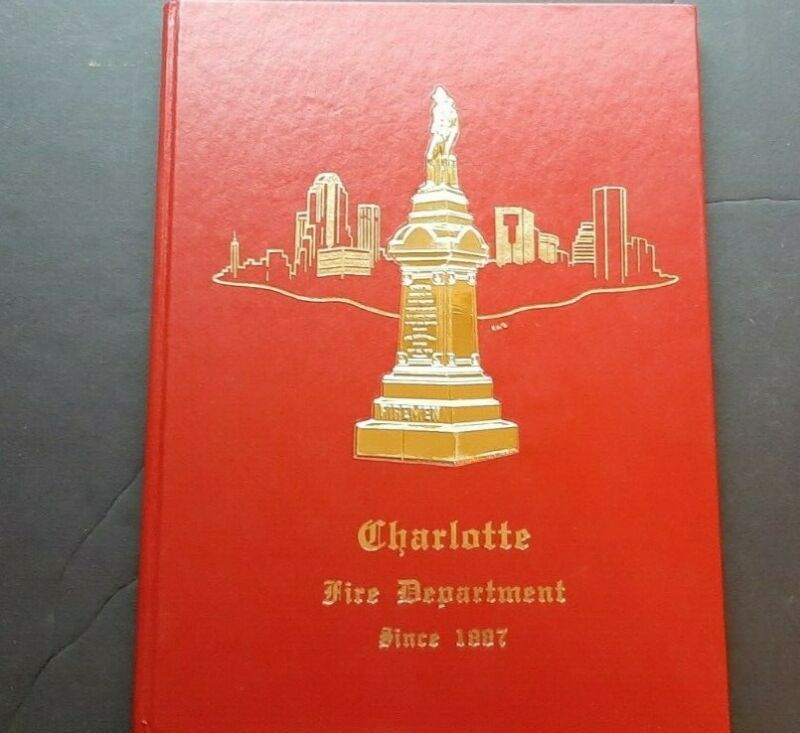 FIREMEN
Charlotte
Fire Department
Since 1887